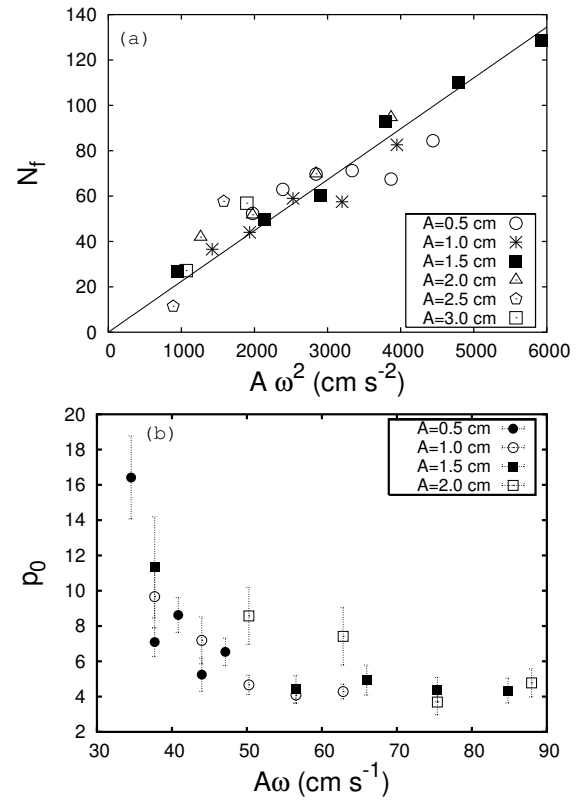 (a)
140
120
100
80
60
40
20
0
N_f
0 1000 2000 3000 4000 5000 6000
A ω² (cm s⁻²)
A=0.5 cm
A=1.0 cm
A=1.5 cm
A=2.0 cm
A=2.5 cm
A=3.0 cm
(b)
20
18
16
14
12
10
8
6
4
2
p₀
30 40 50 60 70 80 90
Aω (cm s⁻¹)
A=0.5 cm
A=1.0 cm
A=1.5 cm
A=2.0 cm